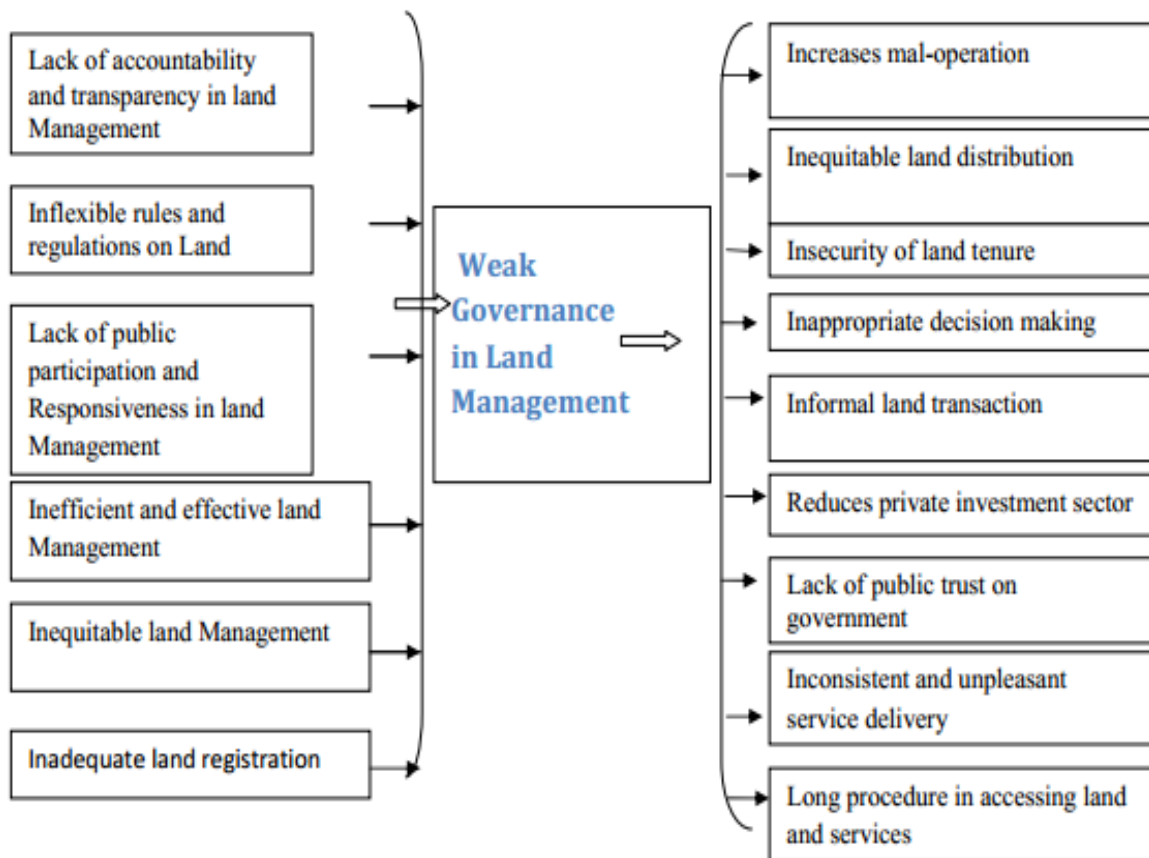 Lack of accountability
and transparency in land
Management
Inflexible rules and
regulations on Land
Lack of public
participation and
Responsiveness in land
Management
Inefficient and effective land
Management
Inequitable land Management
Inadequate land registration
Weak
Governance
in Land
Management
Increases mal-operation
Inequitable land distribution
Insecurity of land tenure
Inappropriate decision making
Informal land transaction
Reduces private investment sector
Lack of public trust on
government
Inconsistent and unpleasant
service delivery
Long procedure in accessing land
and services